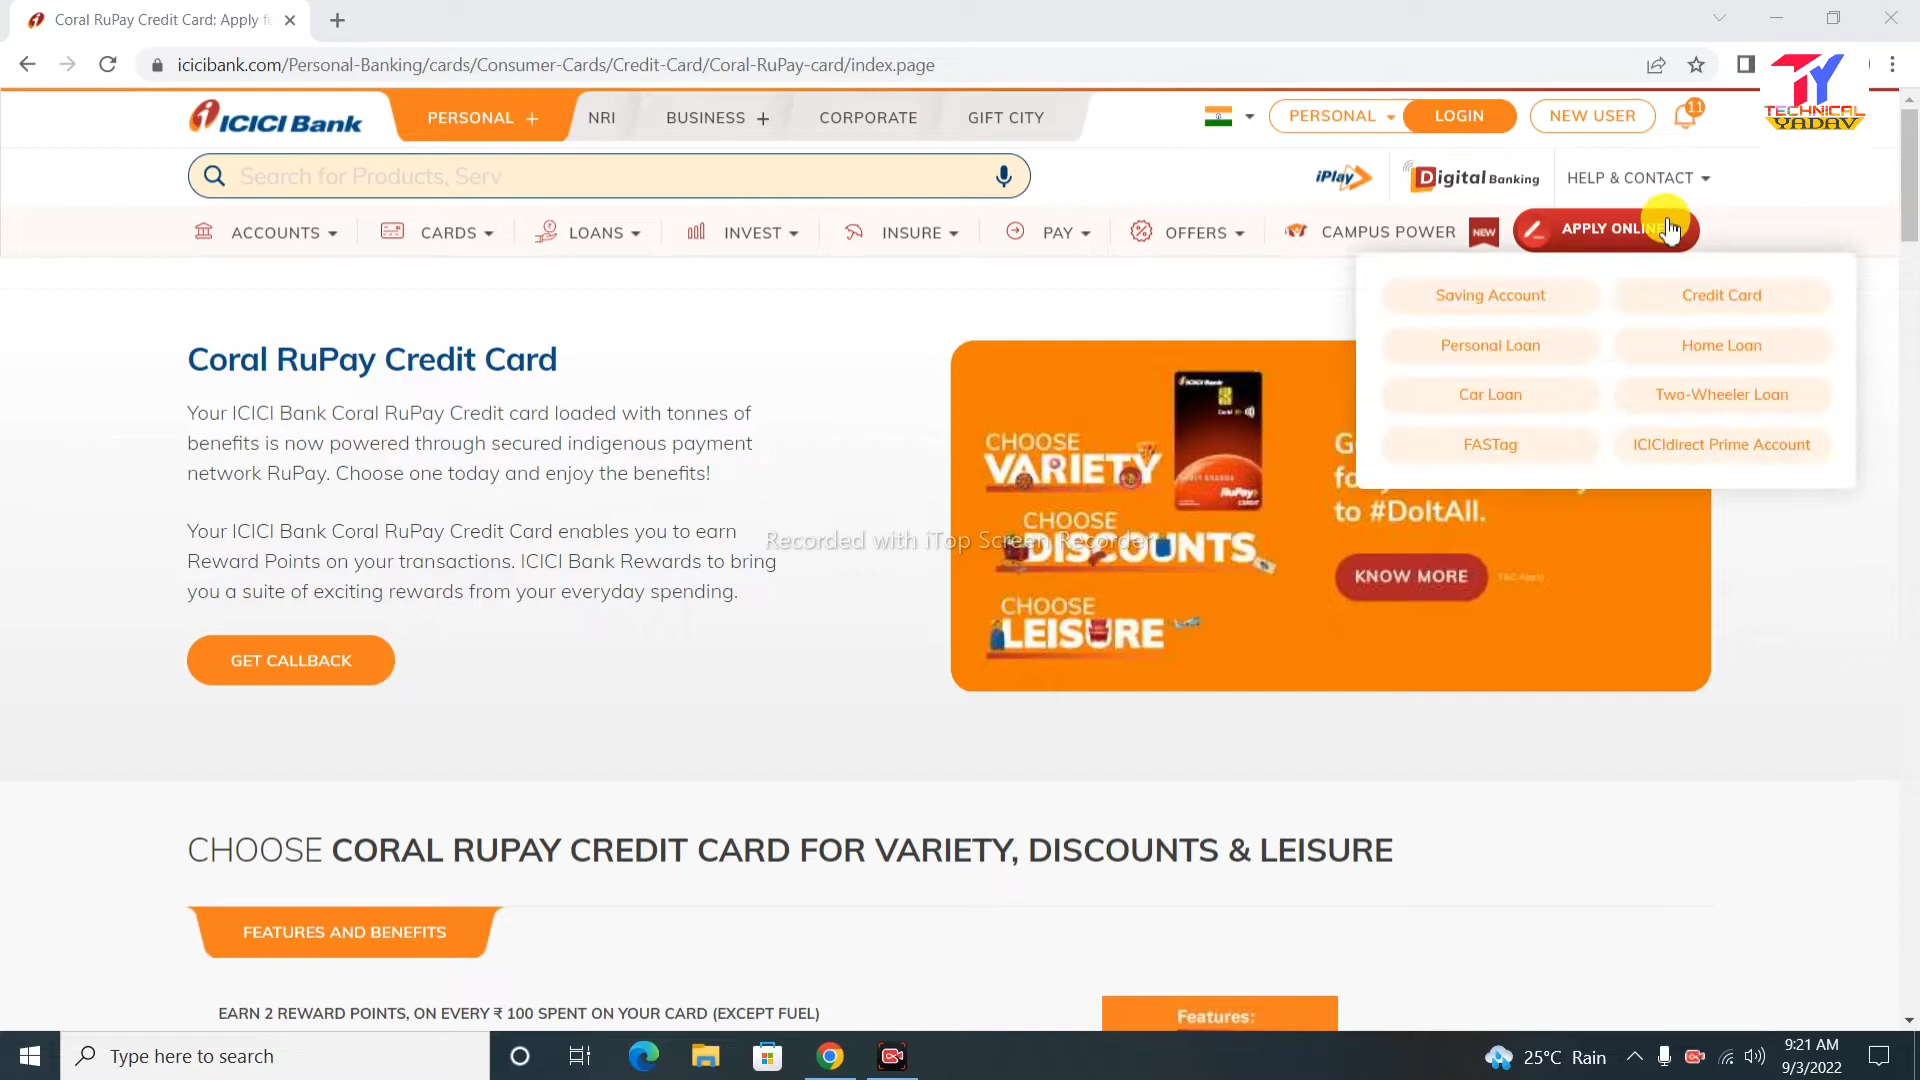 Coral RuPay Credit Card: Apply fo
icicibank.com/Personal-Banking/cards/Consumer-Cards/Credit-Card/Coral-RuPay-card/index.page
TY
TECHNICAL
YADAV
ICICI Bank
PERSONAL +
NRI
BUSINESS +
CORPORATE
GIFT CITY
PERSONAL
LOGIN
NEW USER
11
Search for Products, Serv
iPlay
Digital Banking
HELP & CONTACT
ACCOUNTS
CARDS
LOANS
INVEST
INSURE
PAY
OFFERS
CAMPUS POWER
NEW
APPLY ONLINE
Saving Account
Credit Card
Personal Loan
Home Loan
Car Loan
Two-Wheeler Loan
FASTag
ICICIdirect Prime Account
Coral RuPay Credit Card
Your ICICI Bank Coral RuPay Credit card loaded with tonnes of
benefits is now powered through secured indigenous payment
network RuPay. Choose one today and enjoy the benefits!
Your ICICI Bank Coral RuPay Credit Card enables you to earn
Reward Points on your transactions. ICICI Bank Rewards to bring
you a suite of exciting rewards from your everyday spending.
GET CALLBACK
CHOOSE
VARIETY
CHOOSE
DISCOUNTS
CHOOSE
LEISURE
ICICI Bank
RuPay
to #DoItAll.
KNOW MORE
T&C Apply
Recorded with iTop Screen Recorder
CHOOSE CORAL RUPAY CREDIT CARD FOR VARIETY, DISCOUNTS & LEISURE
FEATURES AND BENEFITS
EARN 2 REWARD POINTS, ON EVERY ₹ 100 SPENT ON YOUR CARD (EXCEPT FUEL)
Features:
Type here to search
25°C Rain
9:21 AM
9/3/2022